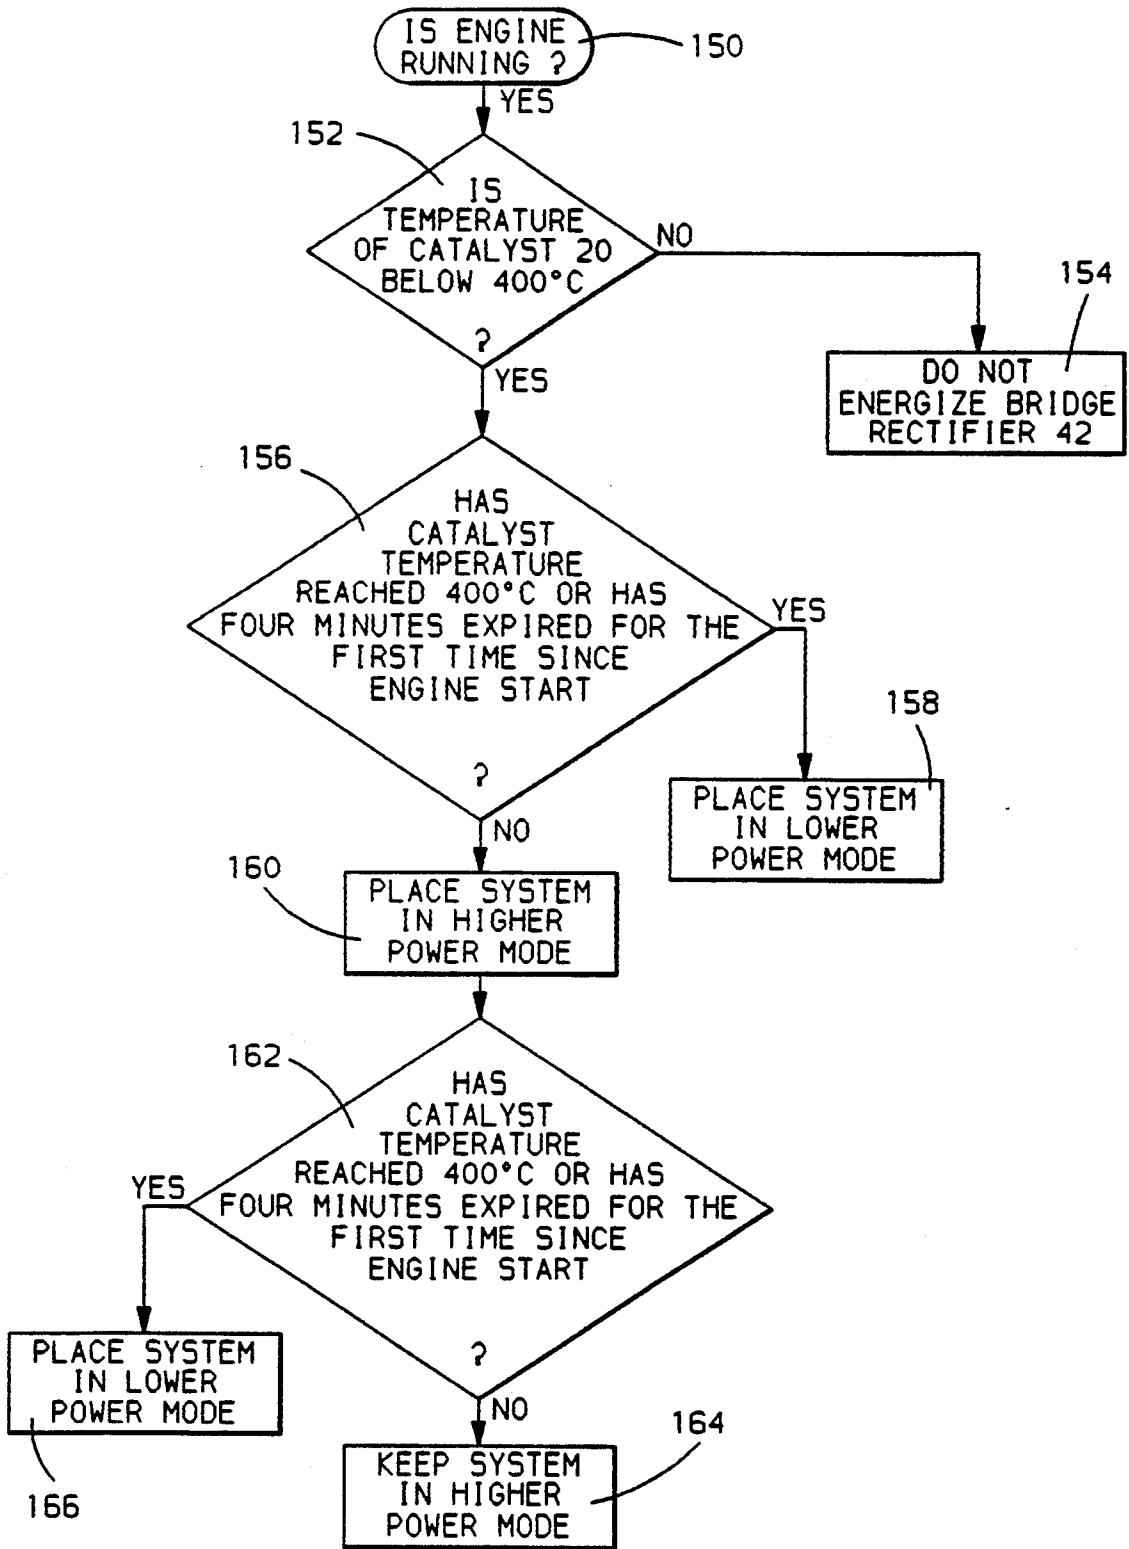 IS ENGINE
RUNNING ?
150
YES
152
IS
TEMPERATURE
OF CATALYST 20
BELOW 400°C
?
NO
154
DO NOT
ENERGIZE BRIDGE
RECTIFIER 42
YES
156
HAS
CATALYST
TEMPERATURE
REACHED 400°C OR HAS
FOUR MINUTES EXPIRED FOR THE
FIRST TIME SINCE
ENGINE START
?
YES
158
PLACE SYSTEM
IN LOWER
POWER MODE
NO
160
PLACE SYSTEM
IN HIGHER
POWER MODE
162
HAS
CATALYST
TEMPERATURE
REACHED 400°C OR HAS
FOUR MINUTES EXPIRED FOR THE
FIRST TIME SINCE
ENGINE START
?
YES
PLACE SYSTEM
IN LOWER
POWER MODE
166
NO
164
KEEP SYSTEM
IN HIGHER
POWER MODE